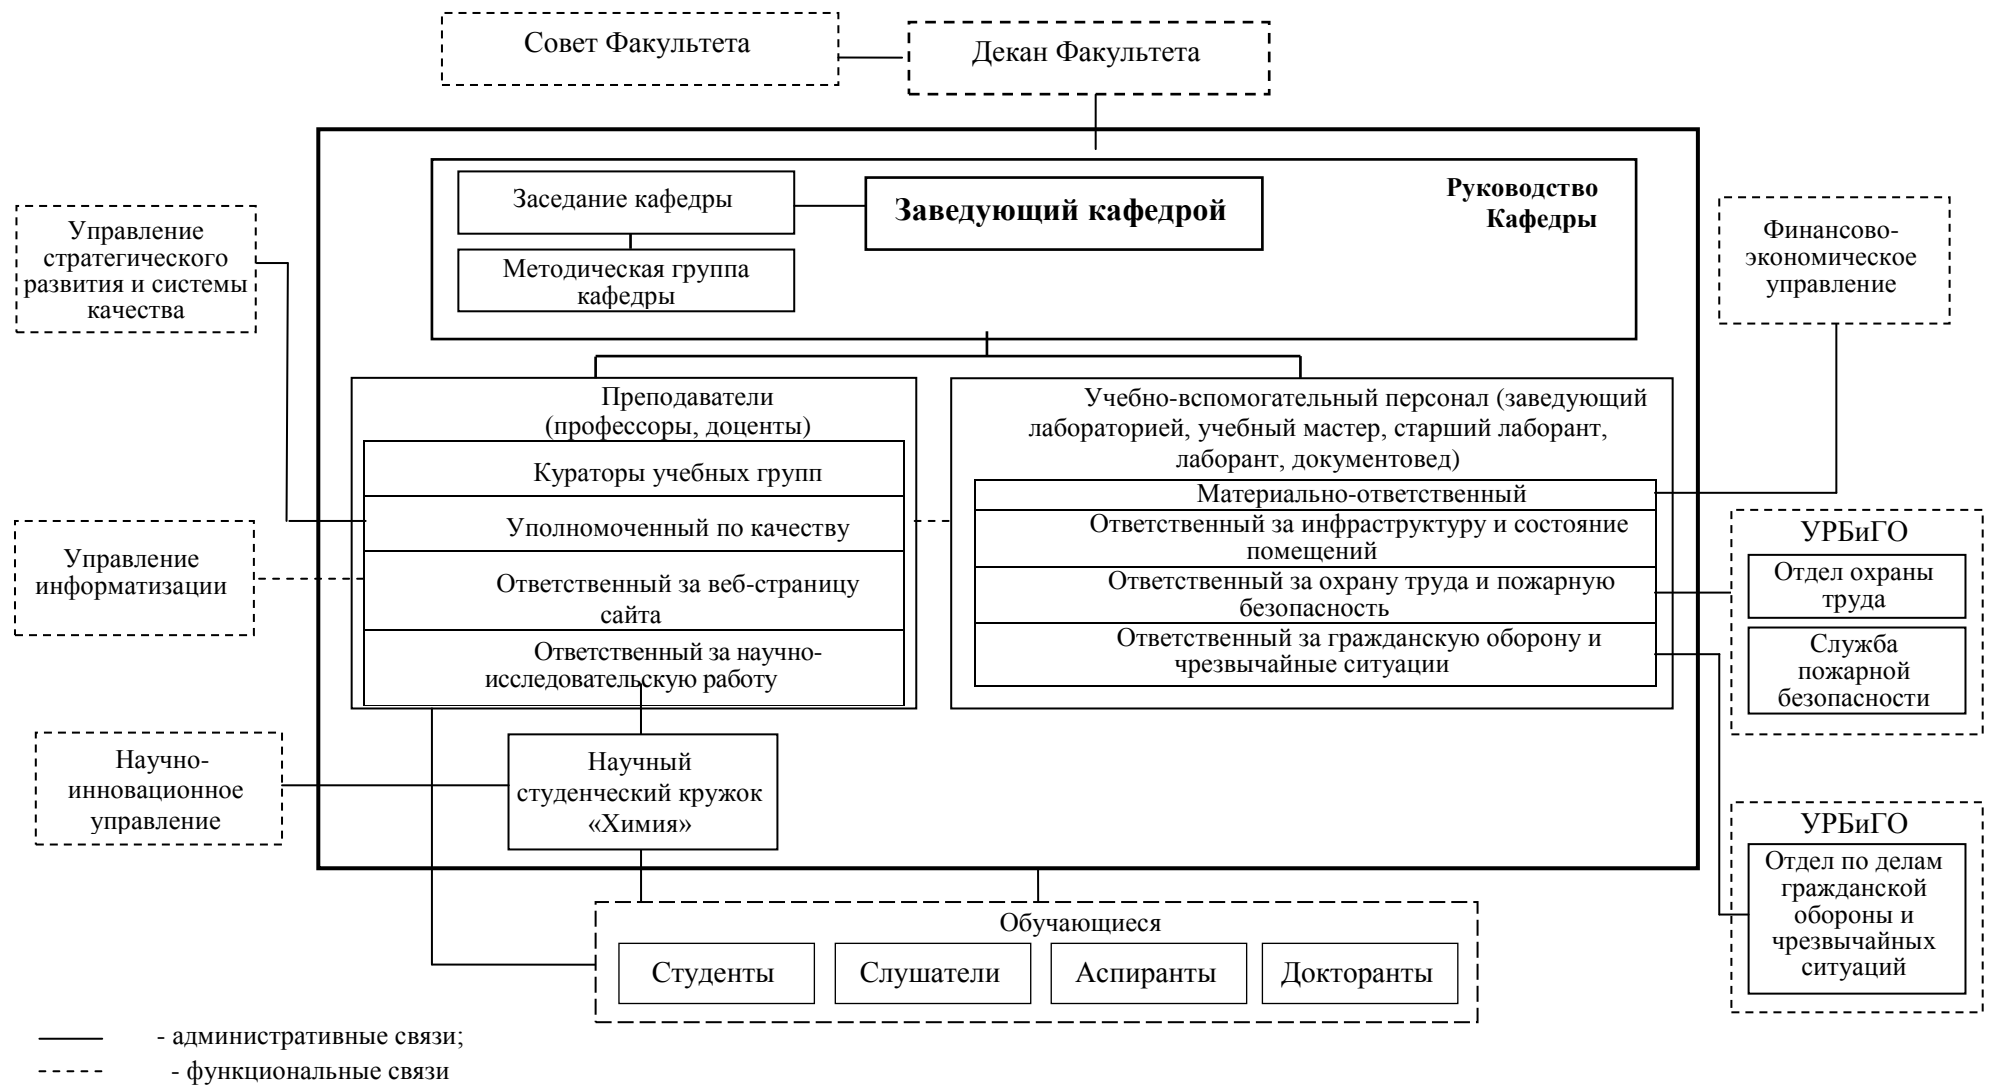 Совет Факультета
Декан Факультета
Заседание кафедры
Заведующий кафедрой
Руководство
Кафедры
Методическая группа
кафедры
Управление
стратегического
развития и системы
качества
Финансово-
экономическое
управление
Преподаватели
(профессоры, доценты)
Кураторы учебных групп
Уполномоченный по качеству
Ответственный за веб-страницу
сайта
Ответственный за научно-
исследовательскую работу
Учебно-вспомогательный персонал (заведующий
лабораторией, учебный мастер, старший лаборант,
лаборант, документовед)
Материально-ответственный
Ответственный за инфраструктуру и состояние
помещений
Ответственный за охрану труда и пожарную
безопасность
Ответственный за гражданскую оборону и
чрезвычайные ситуации
Управление
информатизации
УРБиГО
Отдел охраны
труда
Служба
пожарной
безопасности
Научно-
инновационное
управление
Научный
студенческий кружок
«Химия»
УРБиГО
Отдел по делам
гражданской
обороны и
чрезвычайных
ситуаций
Обучающиеся
Студенты
Слушатели
Аспиранты
Докторанты
- административные связи;
- функциональные связи